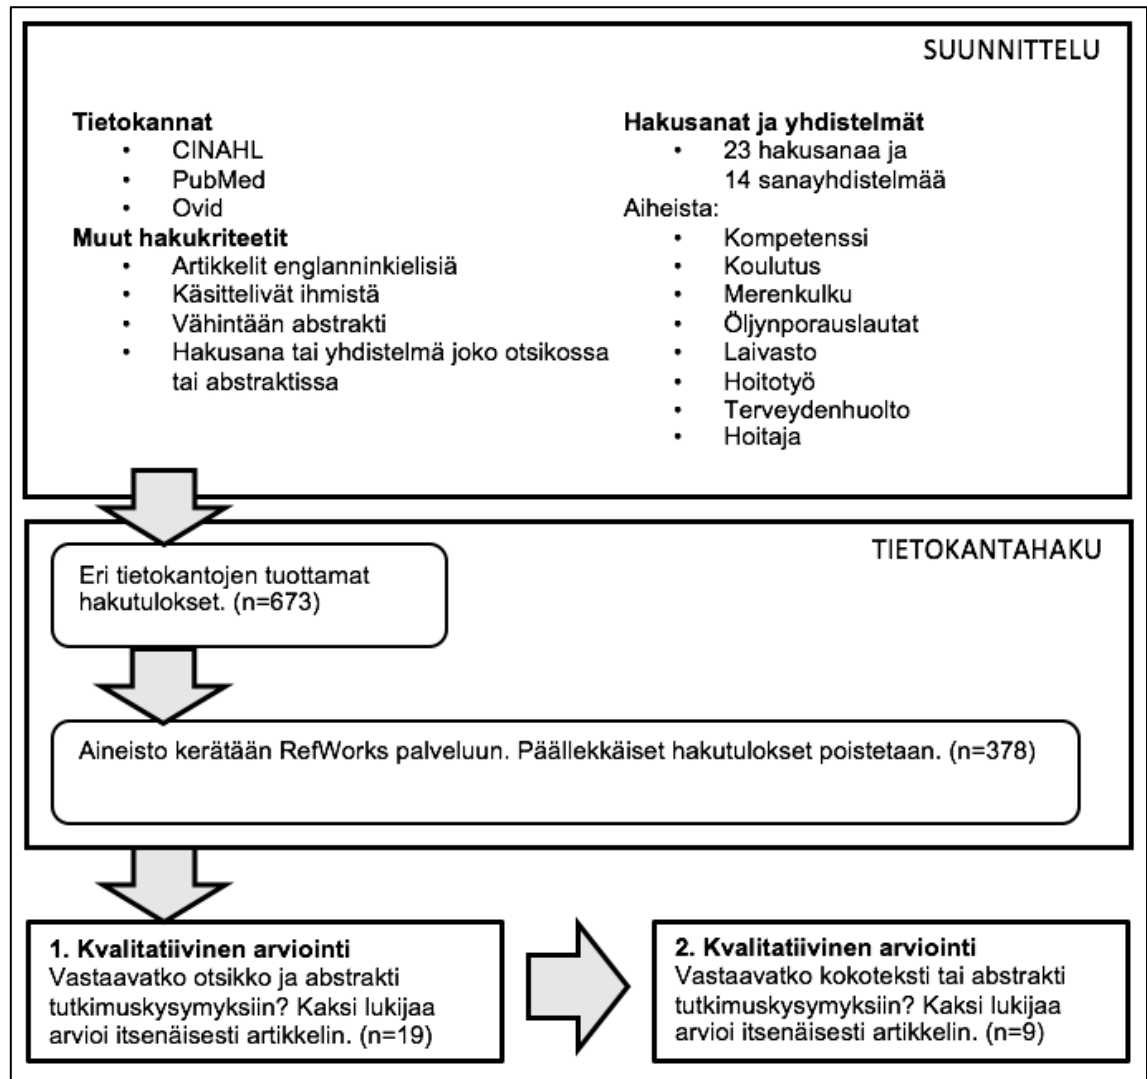 SUUNNITTELU
Tietokannat
• CINAHL
• PubMed
• Ovid
Muut hakukriteetit
• Artikkelit englanninkielisiä
• Käsittelivät ihmistä
• Vähintään abstrakti
• Hakusana tai yhdistelmä joko otsikossa
tai abstraktissa
Hakusanat ja yhdistelmät
• 23 hakusanaa ja
14 sanayhdistelmää
Aiheista:
• Kompetenssi
• Koulutus
• Merenkulku
• Öljynporauslautat
• Laivasto
• Hoitotyö
• Terveydenhuolto
• Hoitaja
TIETOKANTAHAKU
Eri tietokantojen tuottamat
hakutulokset. (n=673)
Aineisto kerätään RefWorks palveluun. Päällekkäiset hakutulokset poistetaan. (n=378)
1. Kvalitatiivinen arviointi
Vastaavatko otsikko ja abstrakti
tutkimuskysymyksiin? Kaksi lukijaa
arvioi itsenäisesti artikkelin. (n=19)
2. Kvalitatiivinen arviointi
Vastaavatko kokoteksti tai abstrakti
tutkimuskysymyksiin? Kaksi lukijaa
arvioi itsenäisesti artikkelin. (n=9)